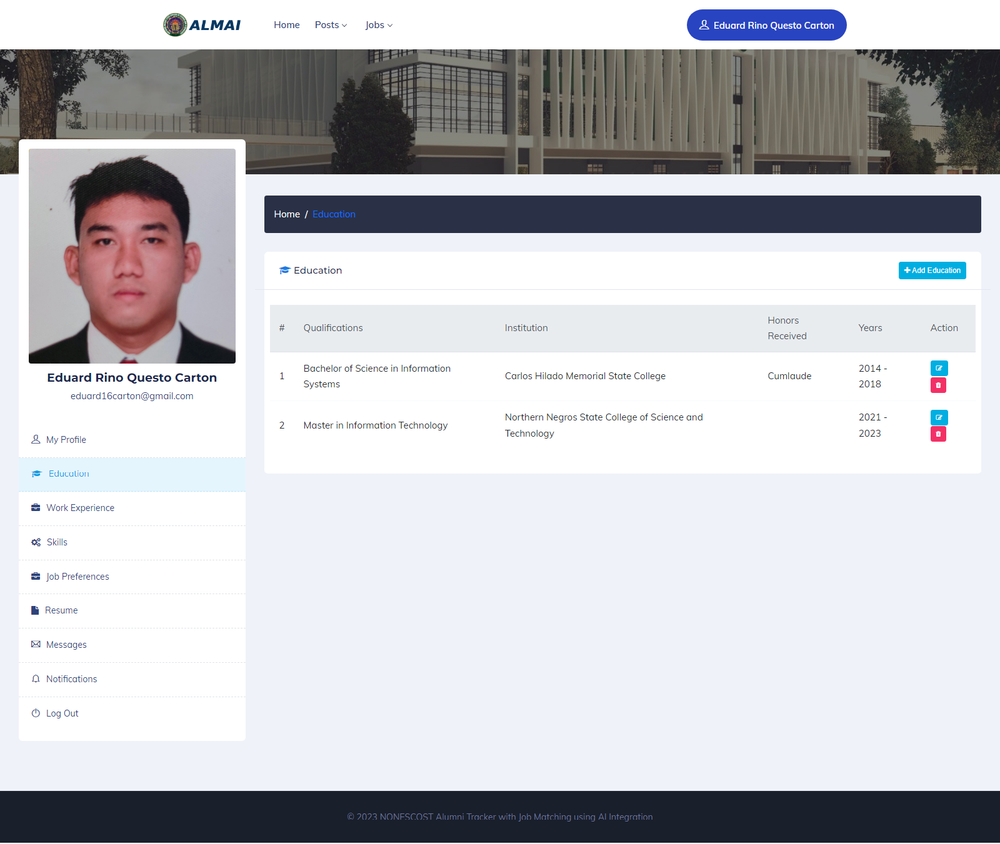 ALMAI
Home Posts Jobs
Eduard Rino Questo Carton
Eduard Rino Questo Carton
eduard16carton@gmail.com
My Profile
Education
Work Experience
Skills
Job Preferences
Resume
Messages
Notifications
Log Out
Home / Education
Education
Add Education
# Qualifications Institution Honors Received Years Action
1 Bachelor of Science in Information Systems Carlos Hilado Memorial State College Cumlaude 2014 - 2018
2 Master in Information Technology Northern Negros State College of Science and Technology 2021 - 2023
© 2023 NONESCOST Alumni Tracker with Job Matching using AI Integration